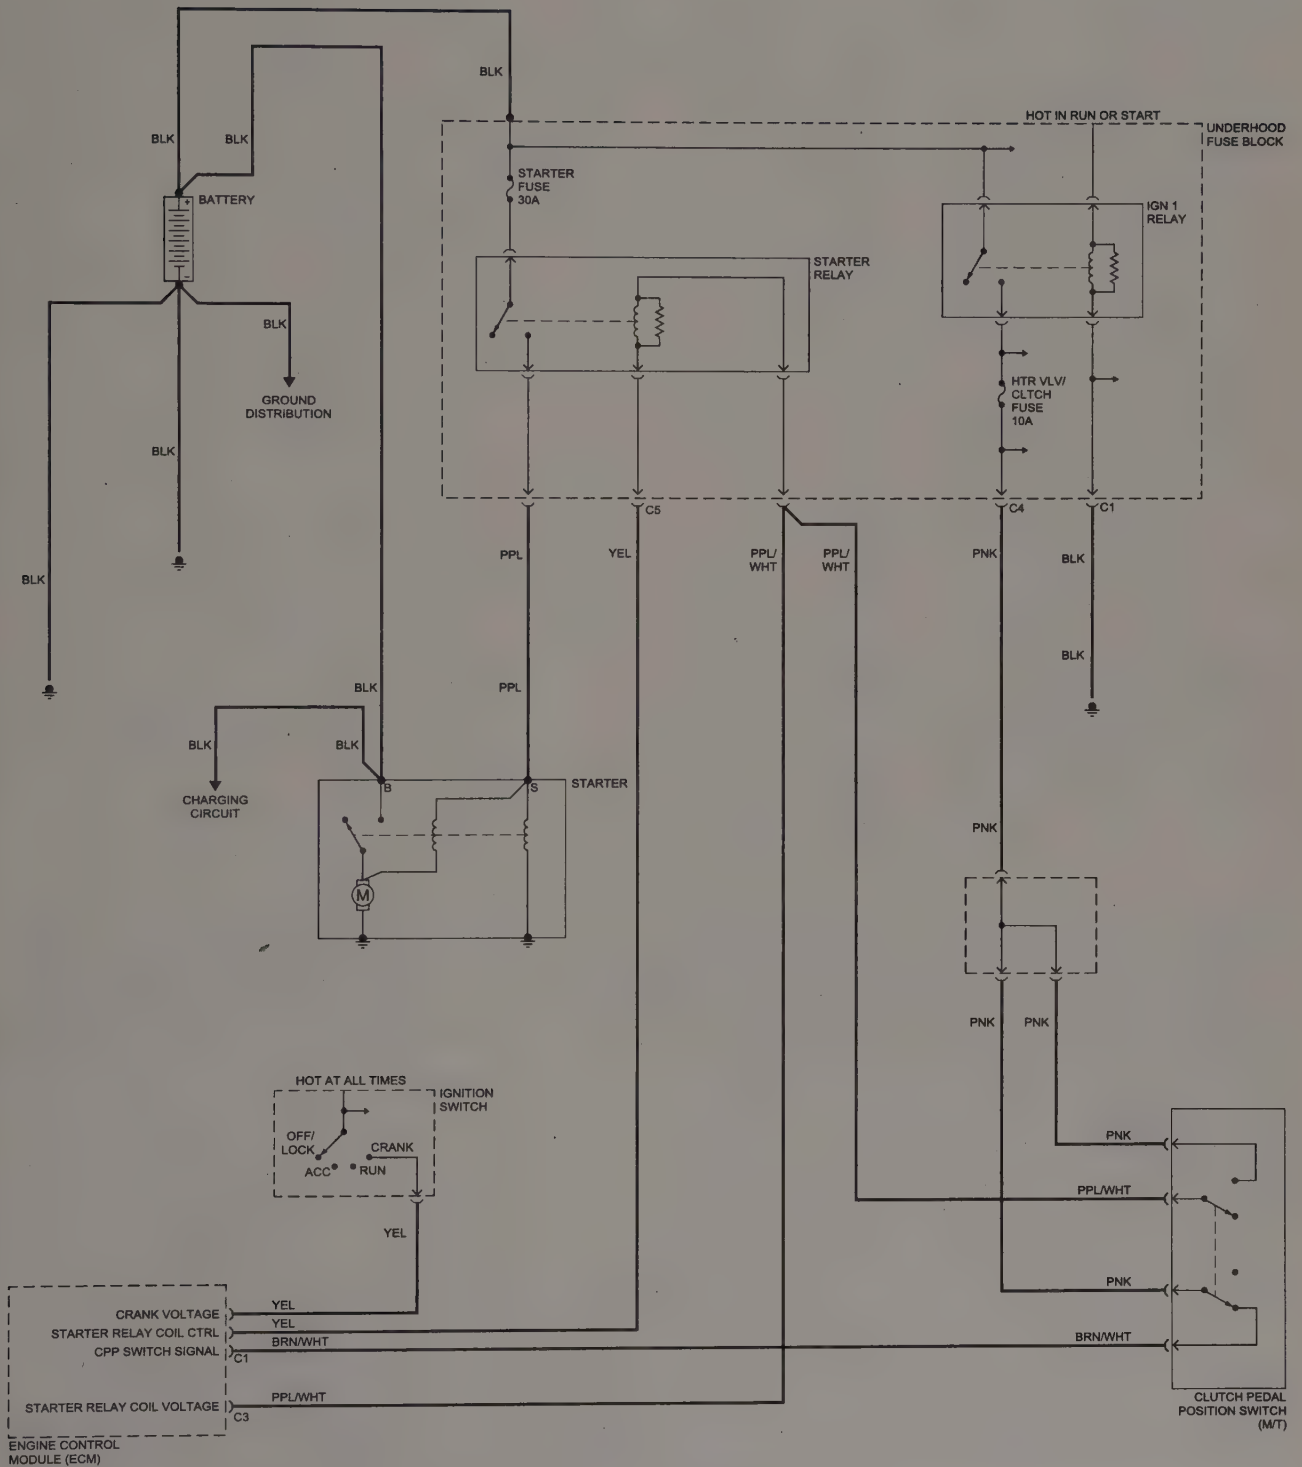 BLK
HOT IN RUN OR START
UNDERHOOD
FUSE BLOCK
BLK
BLK
STARTER
FUSE
30A
BATTERY
+
IGN 1
RELAY
STARTER
RELAY
-
BLK
GROUND
DISTRIBUTION
HTR VLV/
CLTCH
FUSE
10A
BLK
C5
C4
C1
PPL
YEL
PPL/
WHT
PPL/
WHT
PNK
BLK
BLK
BLK
BLK
PPL
BLK
BLK
CHARGING
CIRCUIT
B
S
STARTER
PNK
M
PNK
PNK
HOT AT ALL TIMES
IGNITION
SWITCH
OFF/
LOCK
CRANK
ACC
RUN
PNK
PPL/WHT
YEL
PNK
CRANK VOLTAGE
YEL
STARTER RELAY COIL CTRL
YEL
CPP SWITCH SIGNAL
C1
BRN/WHT
BRN/WHT
STARTER RELAY COIL VOLTAGE
C3
PPL/WHT
CLUTCH PEDAL
POSITION SWITCH
(M/T)
ENGINE CONTROL
MODULE (ECM)